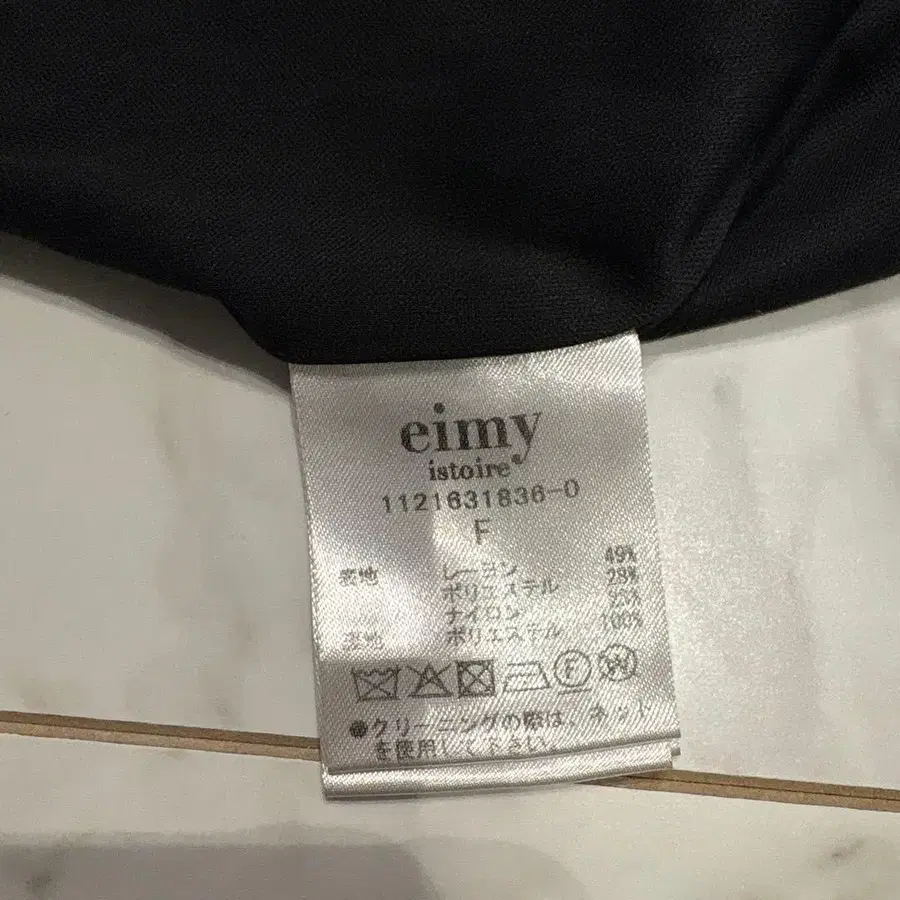 eimy
istoire®
1121631836-0
F
表地 レーヨン 49%
ポリエステル 28%
ナイロン 23%
裏地 ポリエステル 100%
F W
●クリーニングの際は、ネット
を使用して下さい。